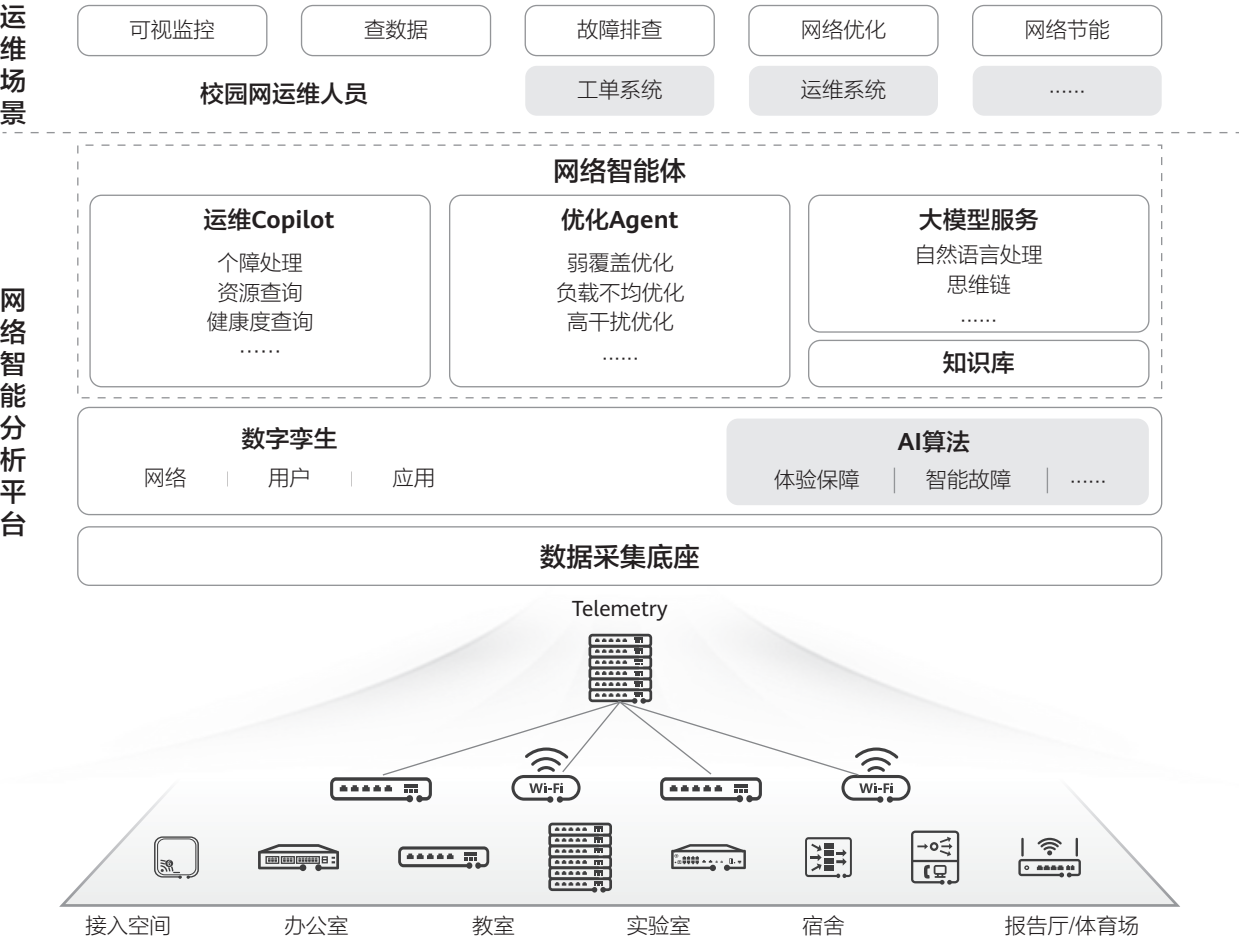 运维场景
可视监控 查数据 故障排查 网络优化 网络节能
校园网运维人员 工单系统 运维系统 ……
网络智能分析平台
网络智能体
运维Copilot
个障处理
资源查询
健康度查询
……
优化Agent
弱覆盖优化
负载不均优化
高干扰优化
……
大模型服务
自然语言处理
思维链
……
知识库
数字孪生
网络 用户 应用
AI算法
体验保障 智能故障 ……
数据采集底座
Telemetry
Wi-Fi Wi-Fi
接入空间 办公室 教室 实验室 宿舍 报告厅/体育场